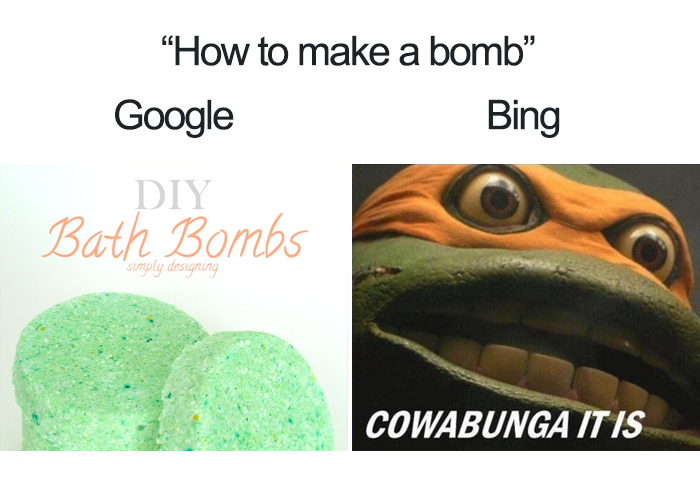 “How to make a bomb”
Google
Bing
DIY
Bath Bombs
simply designing
COWABUNGA IT IS